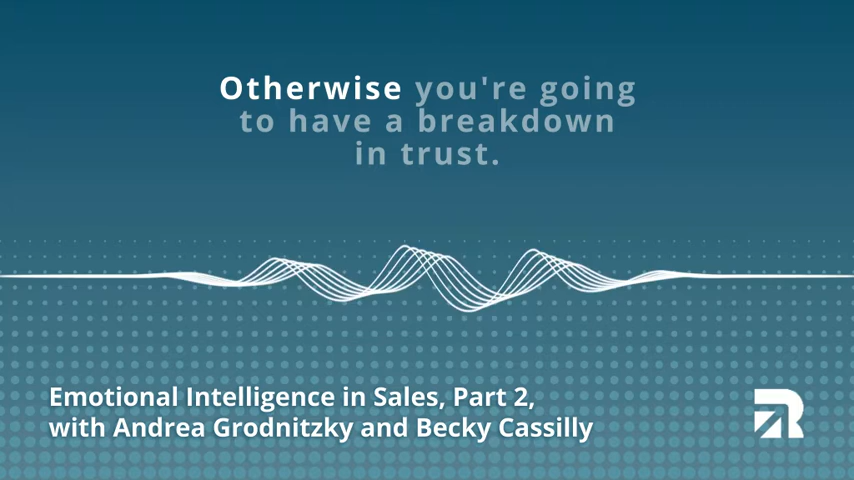 Otherwise you're going
to have a breakdown
in trust.
Emotional Intelligence in Sales, Part 2,
with Andrea Grodnitzky and Becky Cassilly